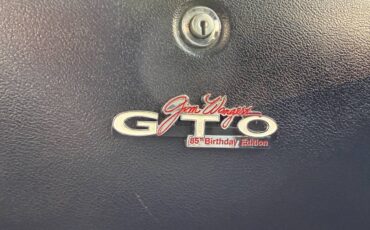 Jim Wangers
GTO
85th Birthday Edition